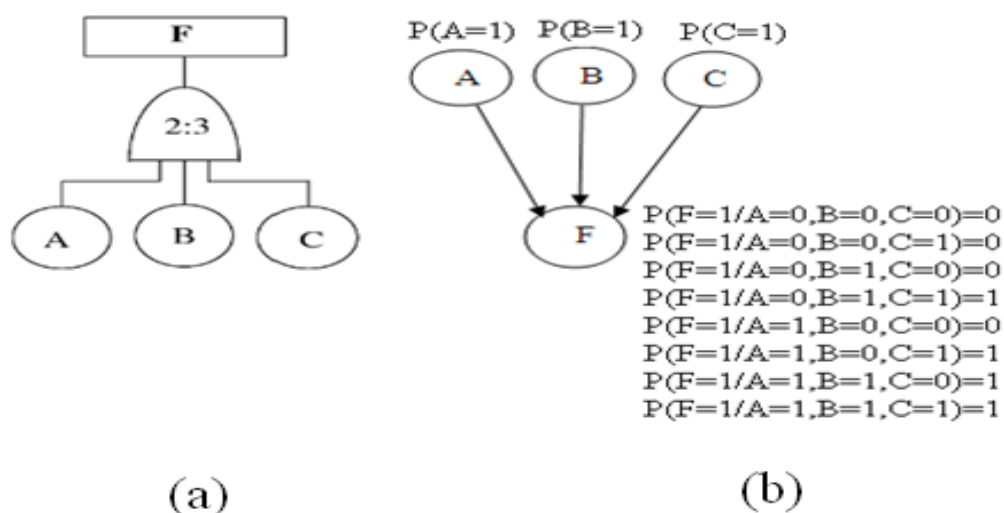 F
2:3
A
B
C
(a)
P(A=1) P(B=1) P(C=1)
A
B
C
F
P(F=1/A=0,B=0,C=0)=0
P(F=1/A=0,B=0,C=1)=0
P(F=1/A=0,B=1,C=0)=0
P(F=1/A=0,B=1,C=1)=1
P(F=1/A=1,B=0,C=0)=0
P(F=1/A=1,B=0,C=1)=1
P(F=1/A=1,B=1,C=0)=1
P(F=1/A=1,B=1,C=1)=1
(b)